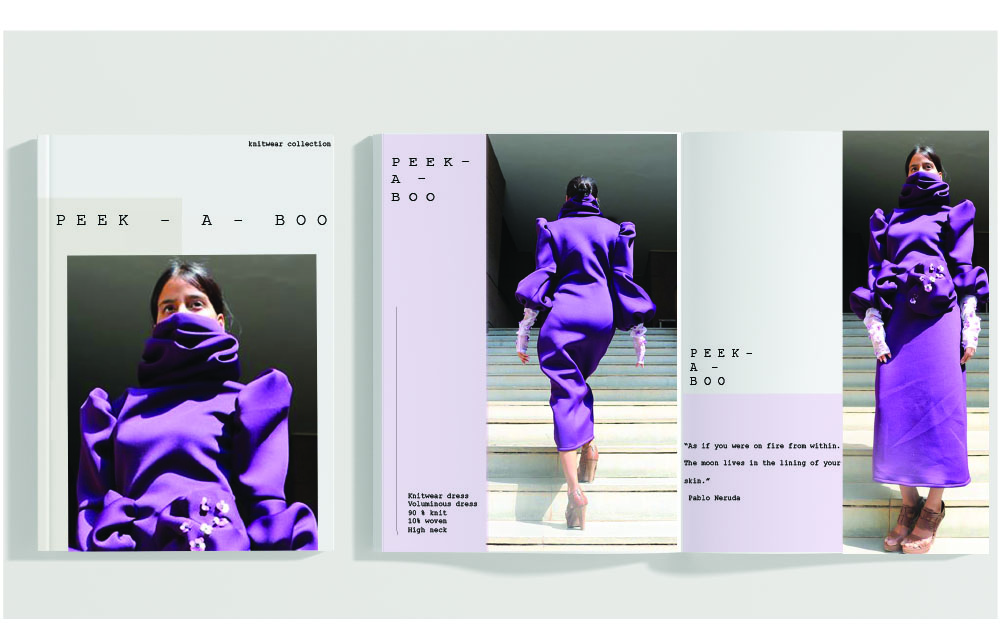 knitwear collection
PEEK - A - BOO
PEEK-
A -
BOO
Knitwear dress
Voluminous dress
90 % knit
10% woven
High neck
PEEK-
A -
BOO
"As if you were on fire from within.
The moon lives in the lining of your
skin."
Pablo Neruda